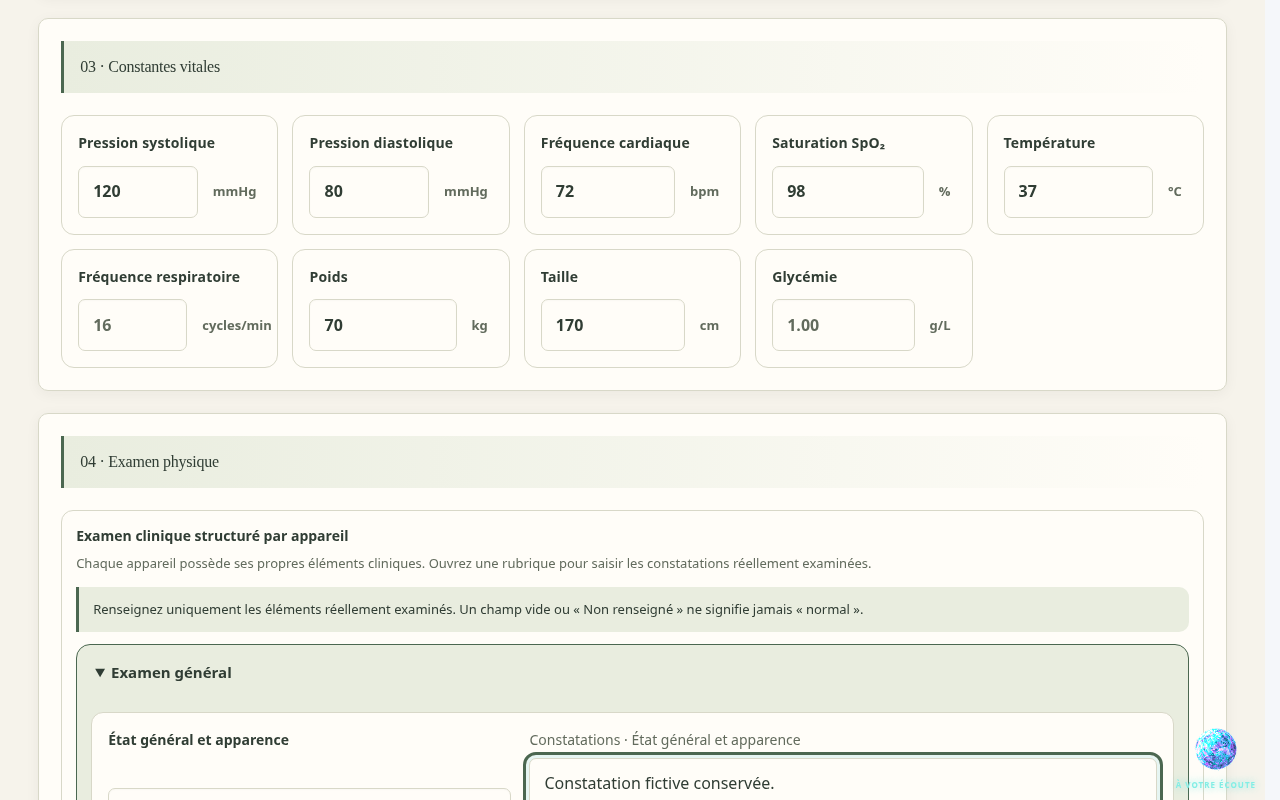 03 · Constantes vitales
Pression systolique
120 mmHg
Pression diastolique
80 mmHg
Fréquence cardiaque
72 bpm
Saturation SpO₂
98 %
Température
37 °C
Fréquence respiratoire
16 cycles/min
Poids
70 kg
Taille
170 cm
Glycémie
1.00 g/L
04 · Examen physique
Examen clinique structuré par appareil
Chaque appareil possède ses propres éléments cliniques. Ouvrez une rubrique pour saisir les constatations réellement examinées.
Renseignez uniquement les éléments réellement examinés. Un champ vide ou « Non renseigné » ne signifie jamais « normal ».
▼ Examen général
État général et apparence
Constatations · État général et apparence
Constatation fictive conservée.
À VOTRE ÉCOUTE